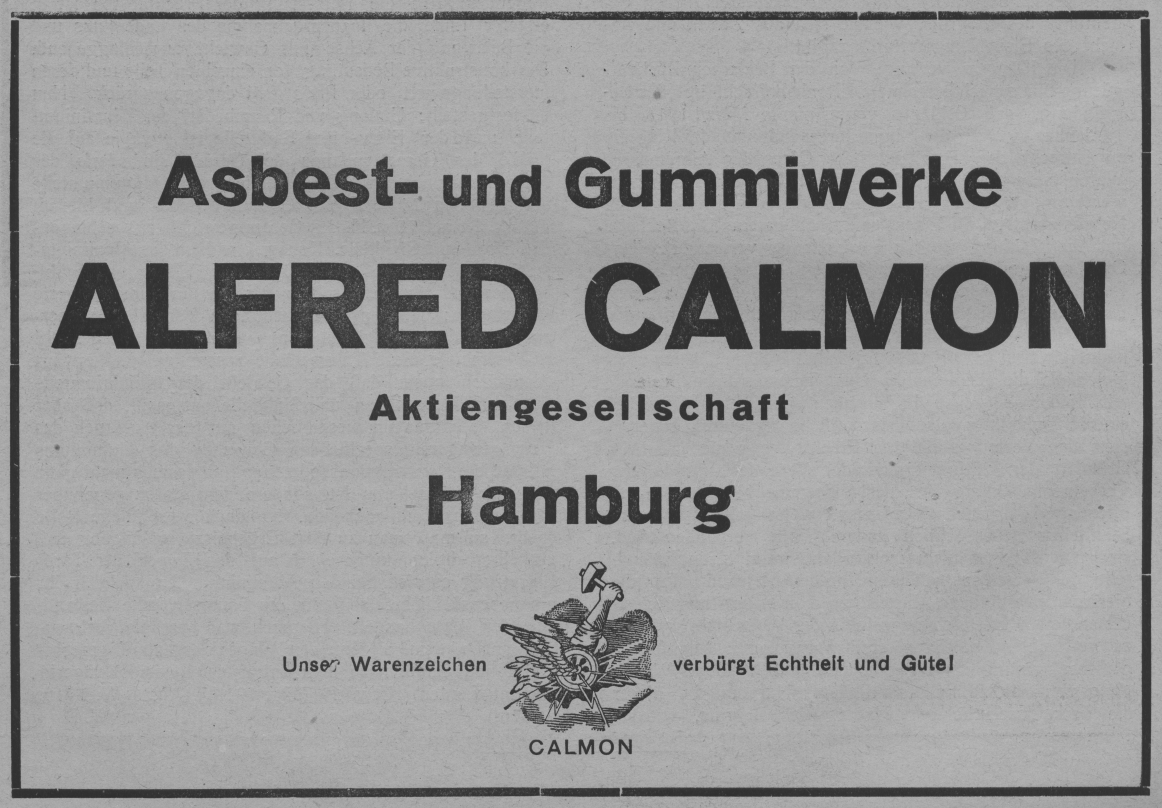 Asbest- und Gummiwerke
ALFRED CALMON
Aktiengesellschaft
Hamburg
Unser Warenzeichen verbürgt Echtheit und Güte!
CALMON